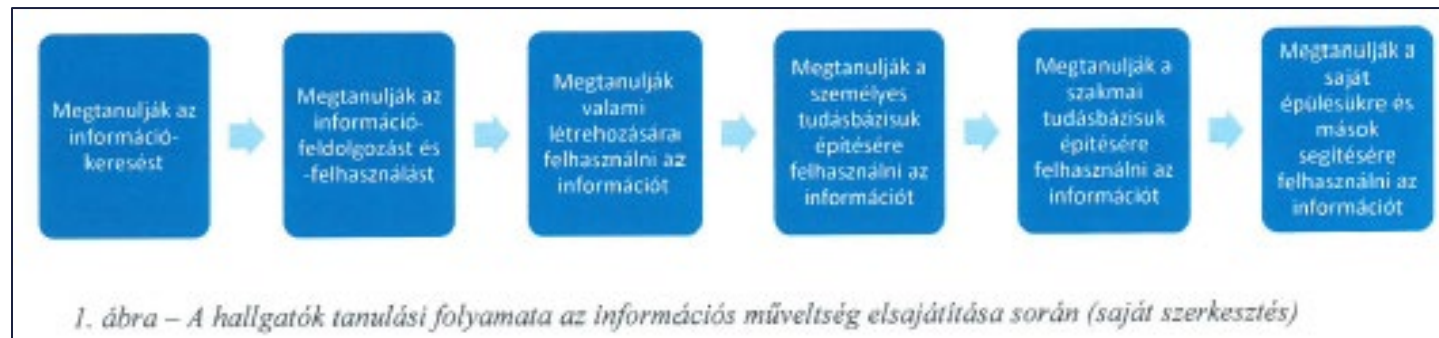 Megtanulják az
információ-
keresést
Megtanulják az
információ-
feldolgozást és
-felhasználást
Megtanulják
valami
létrehozására
felhasználni az
információt
Megtanulják a
személyes
tudásbázisuk
építésére
felhasználni az
információt
Megtanulják a
szakmai
tudásbázisuk
építésére
felhasználni az
információt
Megtanulják a
saját
épülésükre és
mások
segítésére
felhasználni az
információt
1. ábra – A hallgatók tanulási folyamata az információs műveltség elsajátítása során (saját szerkesztés)